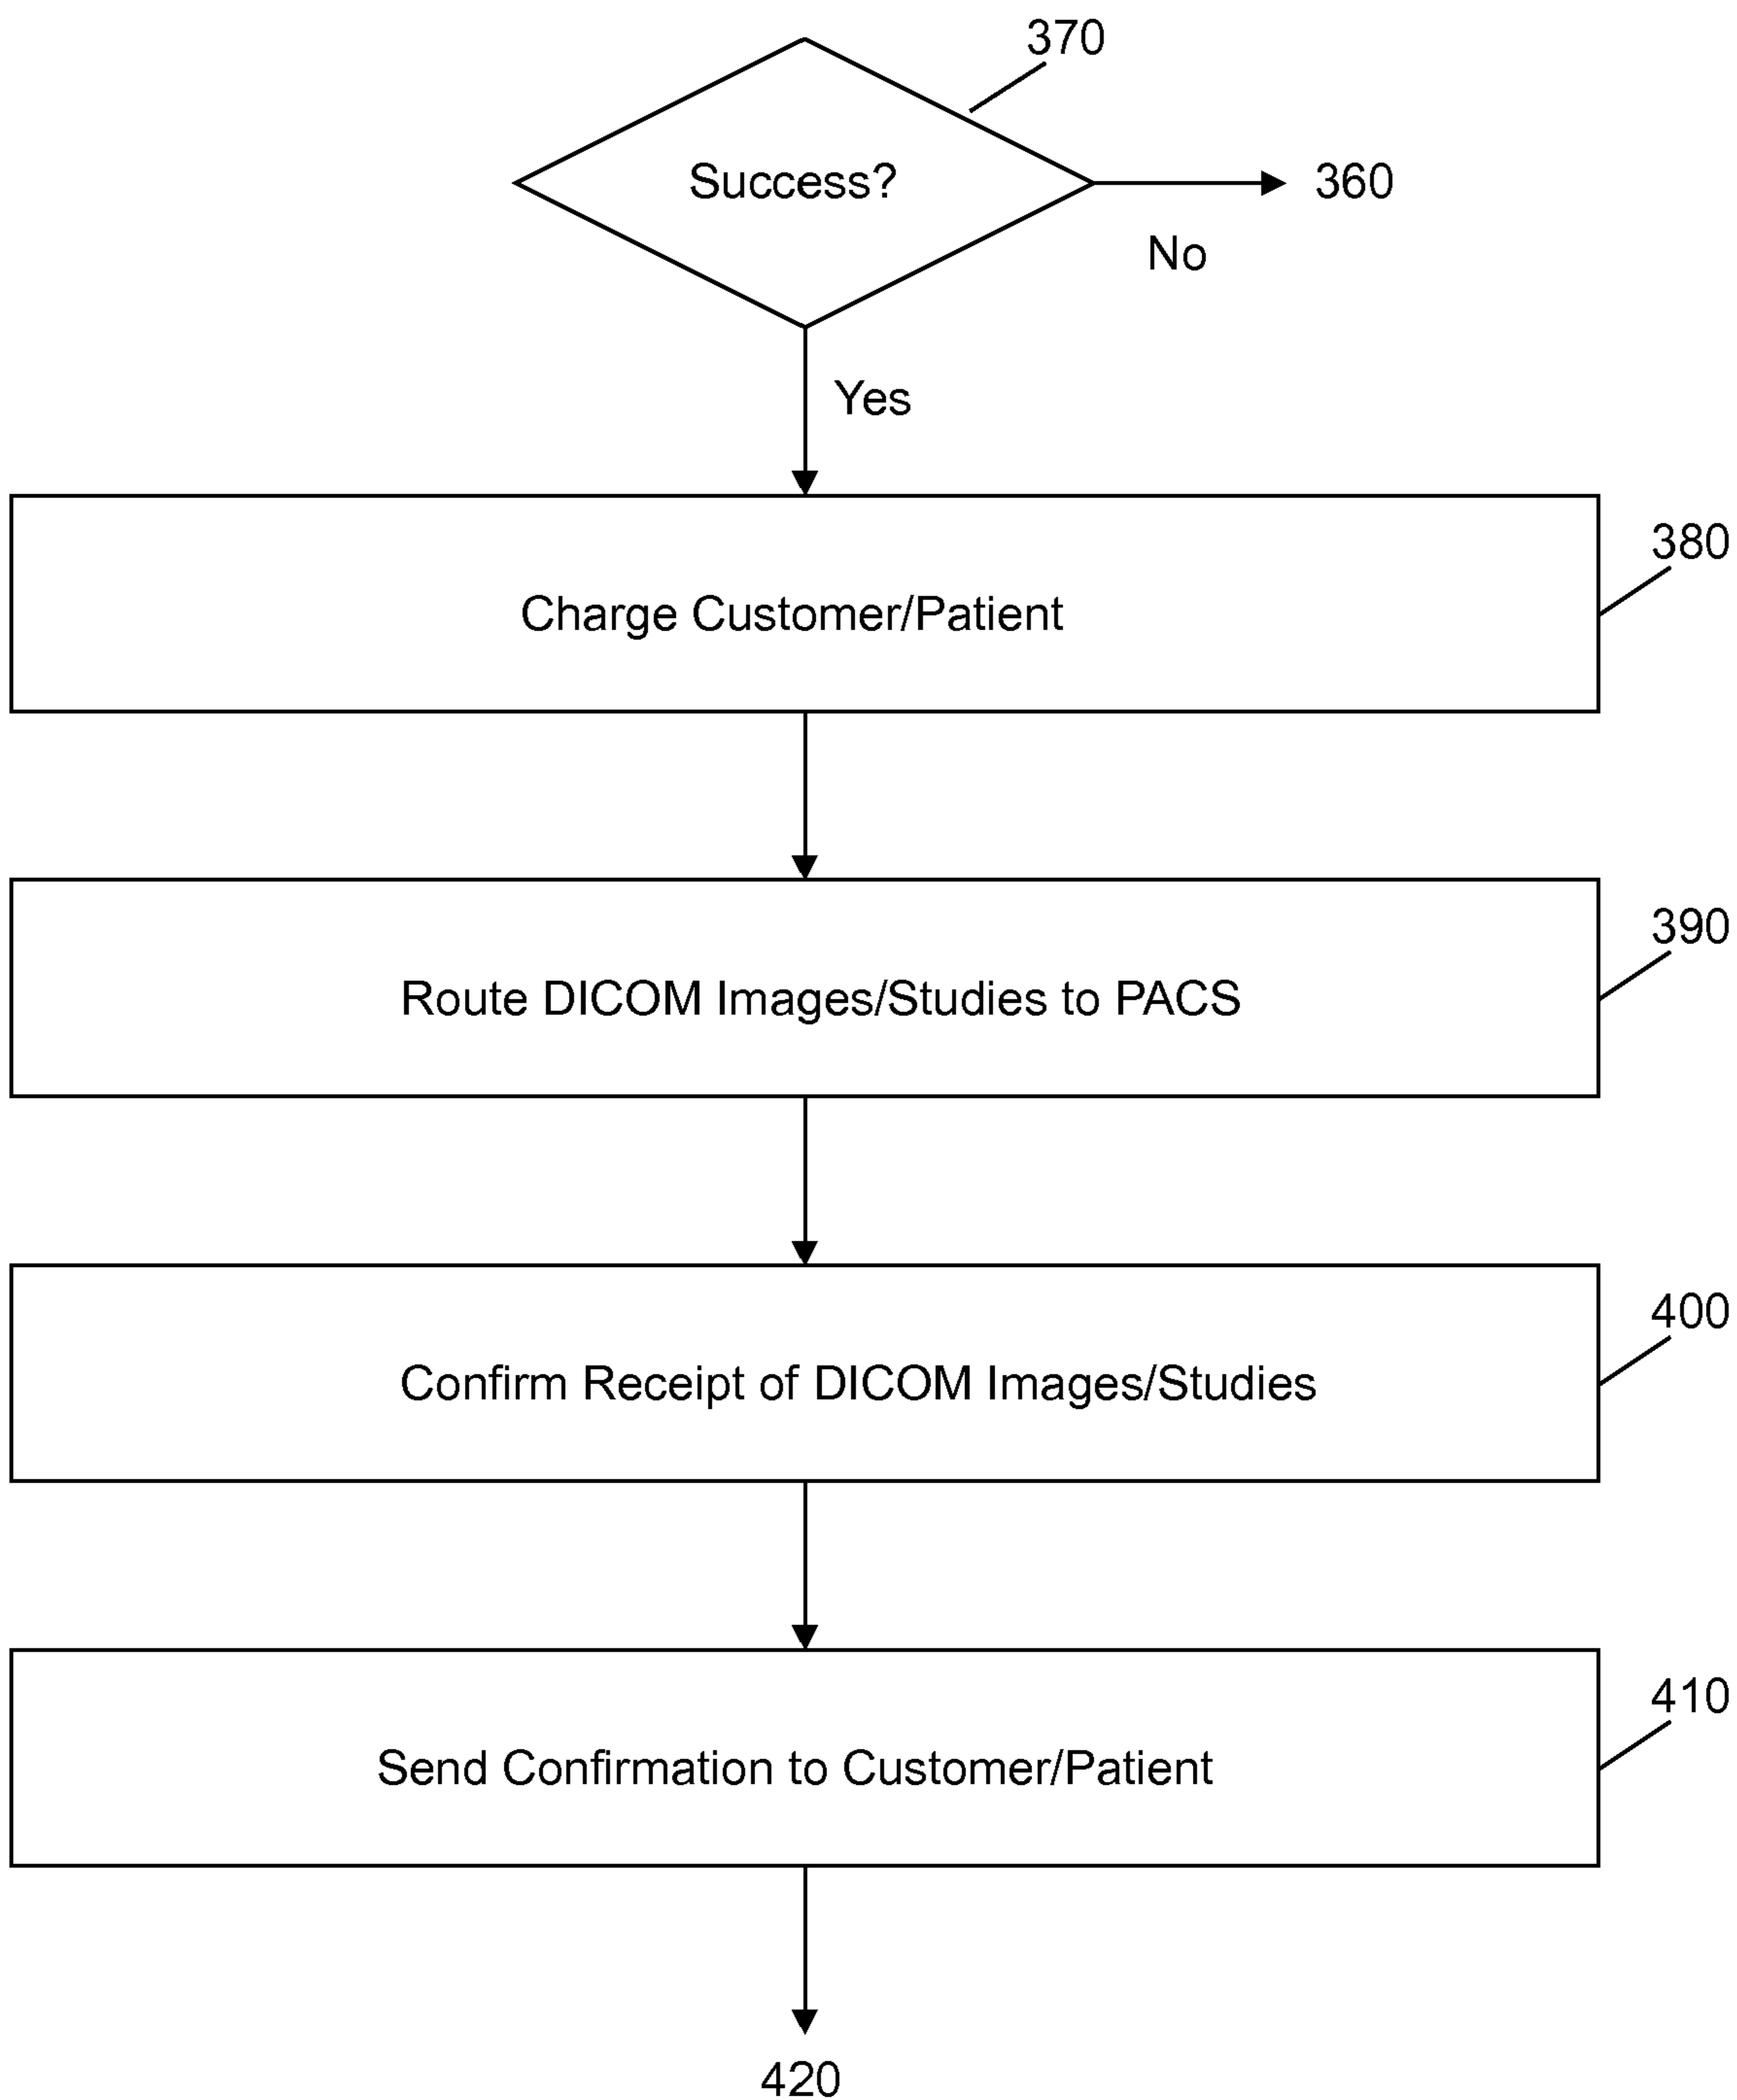 370
Success?
360
No
Yes
380
Charge Customer/Patient
390
Route DICOM Images/Studies to PACS
400
Confirm Receipt of DICOM Images/Studies
410
Send Confirmation to Customer/Patient
420